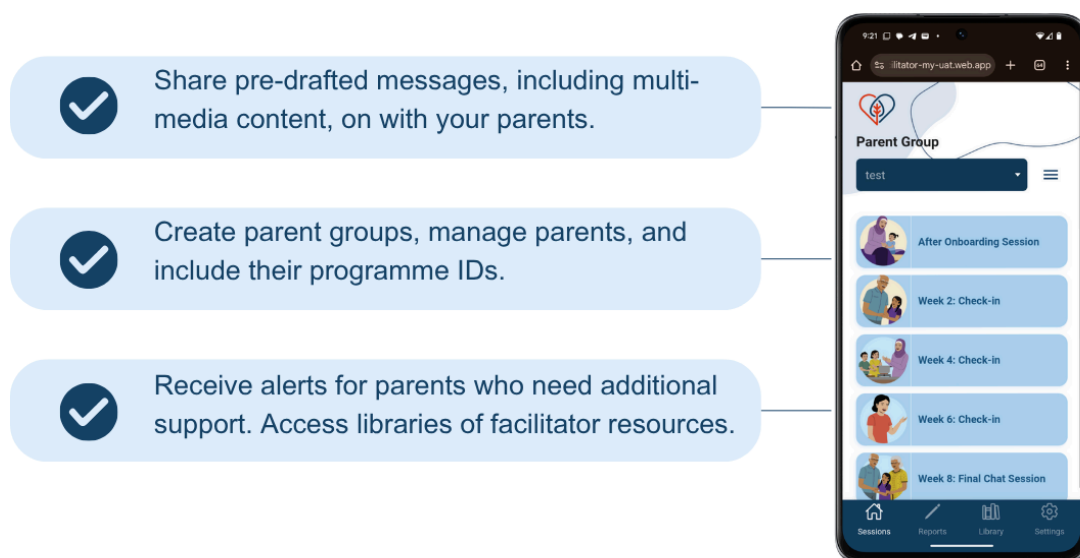 Share pre-drafted messages, including multi-
media content, on with your parents.
Create parent groups, manage parents, and
include their programme IDs.
Receive alerts for parents who need additional
support. Access libraries of facilitator resources.
9:21
ilitator-my-uat.web.app
64
Parent Group
test
After Onboarding Session
Week 2: Check-in
Week 4: Check-in
Week 6: Check-in
Week 8: Final Chat Session
Sessions
Reports
Library
Settings